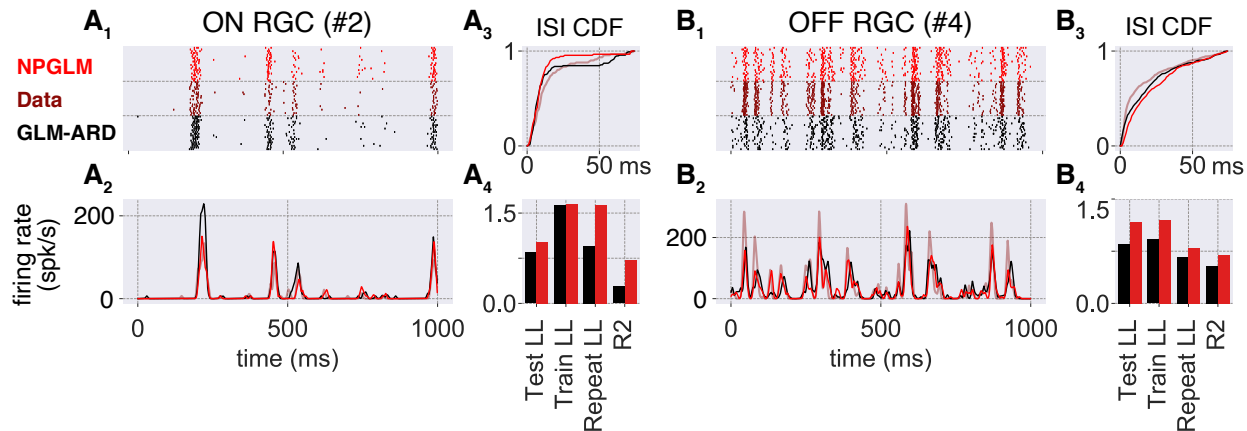 A1 ON RGC (#2)
NPGLM
Data
GLM-ARD
A3 ISI CDF
1
0
0 50 ms
A2
firing rate
(spk/s)
200
0
0 500 1000
time (ms)
A4
1.5
0.0
Test LL
Train LL
Repeat LL
R2
B1 OFF RGC (#4)
B3 ISI CDF
1
0
0 50 ms
B2
200
0
0 500 1000
time (ms)
B4
1.5
0.0
Test LL
Train LL
Repeat LL
R2